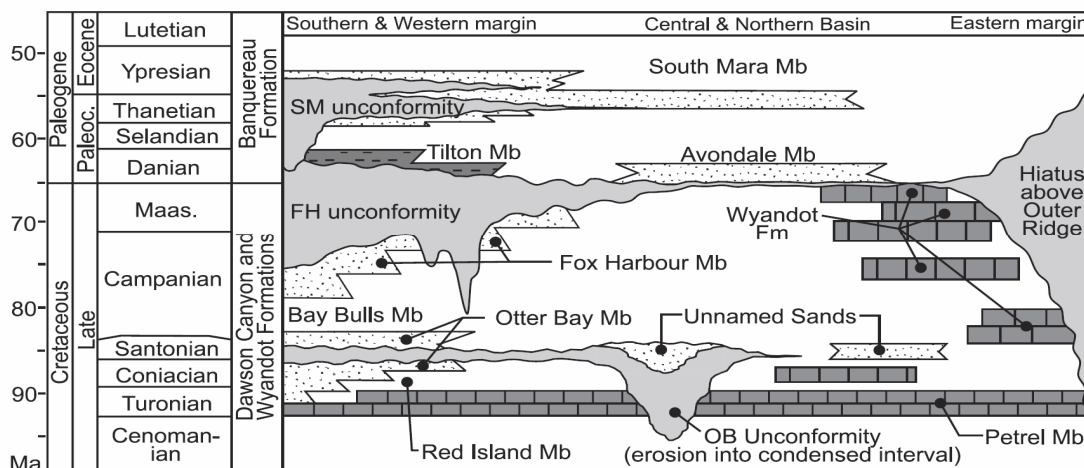 Southern & Western margin
Central & Northern Basin
Eastern margin
50
60
70
80
90
Ma
Paleogene
Cretaceous
Eocene
Paleoc.
Late
Lutetian
Ypresian
Thanetian
Selandian
Danian
Maas.
Campanian
Santonian
Coniacian
Turonian
Cenoman-
ian
Banquereau
Formation
Dawson Canyon and
Wyandot Formations
South Mara Mb
SM unconformity
Tilton Mb
Avondale Mb
Hiatus
above
Outer
Ridge
FH unconformity
Wyandot
Fm
Fox Harbour Mb
Bay Bulls Mb
Otter Bay Mb
Unnamed Sands
Red Island Mb
OB Unconformity
(erosion into condensed interval)
Petrel Mb